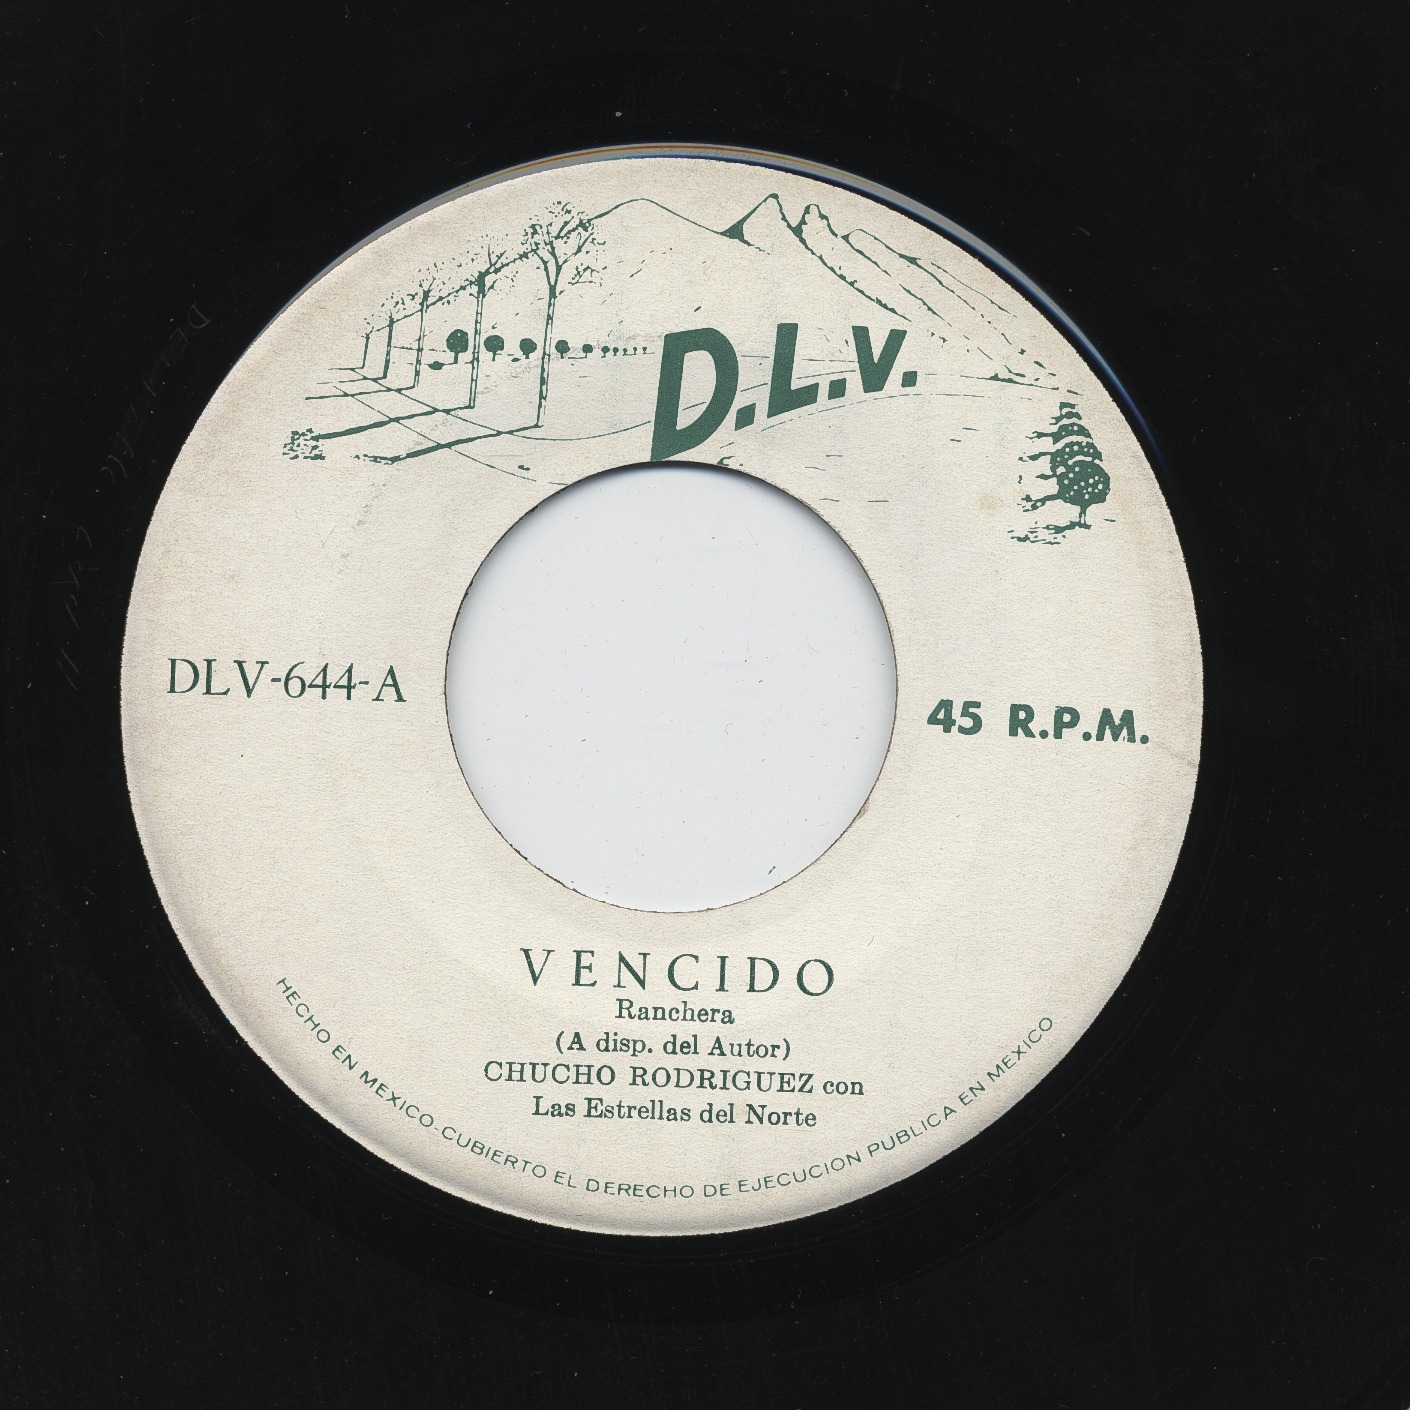 D.L.V.
DLV-644-A
45 R.P.M.
VENCIDO
Ranchera
(A disp. del Autor)
CHUCHO RODRIGUEZ con
Las Estrellas del Norte
HECHO EN MEXICO-CUBIERTO EL DERECHO DE EJECUCION PUBLICA EN MEXICO